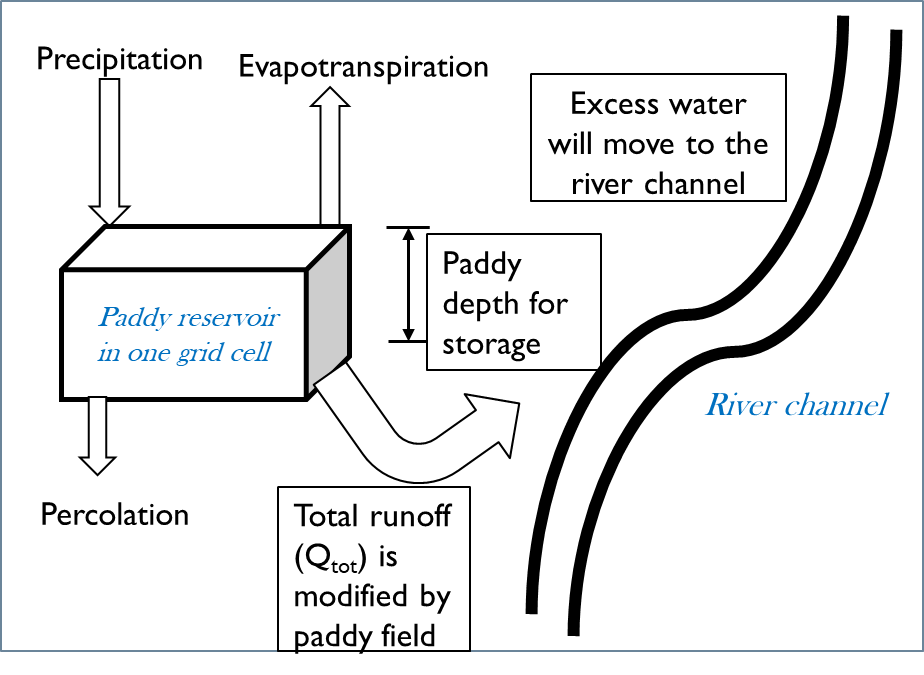 Precipitation
Evapotranspiration
Excess water
will move to the
river channel
Paddy
depth for
storage
Paddy reservoir
in one grid cell
River channel
Percolation
Total runoff
(Qtot) is
modified by
paddy field